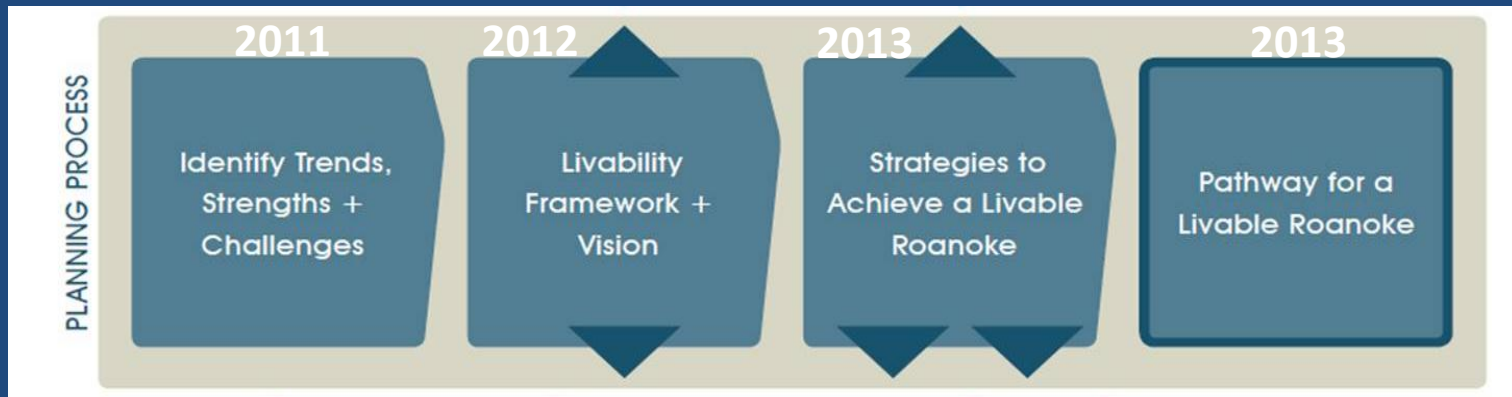 PLANNING PROCESS
2011
Identify Trends,
Strengths +
Challenges
2012
Livability
Framework +
Vision
2013
Strategies to
Achieve a Livable
Roanoke
2013
Pathway for a
Livable Roanoke